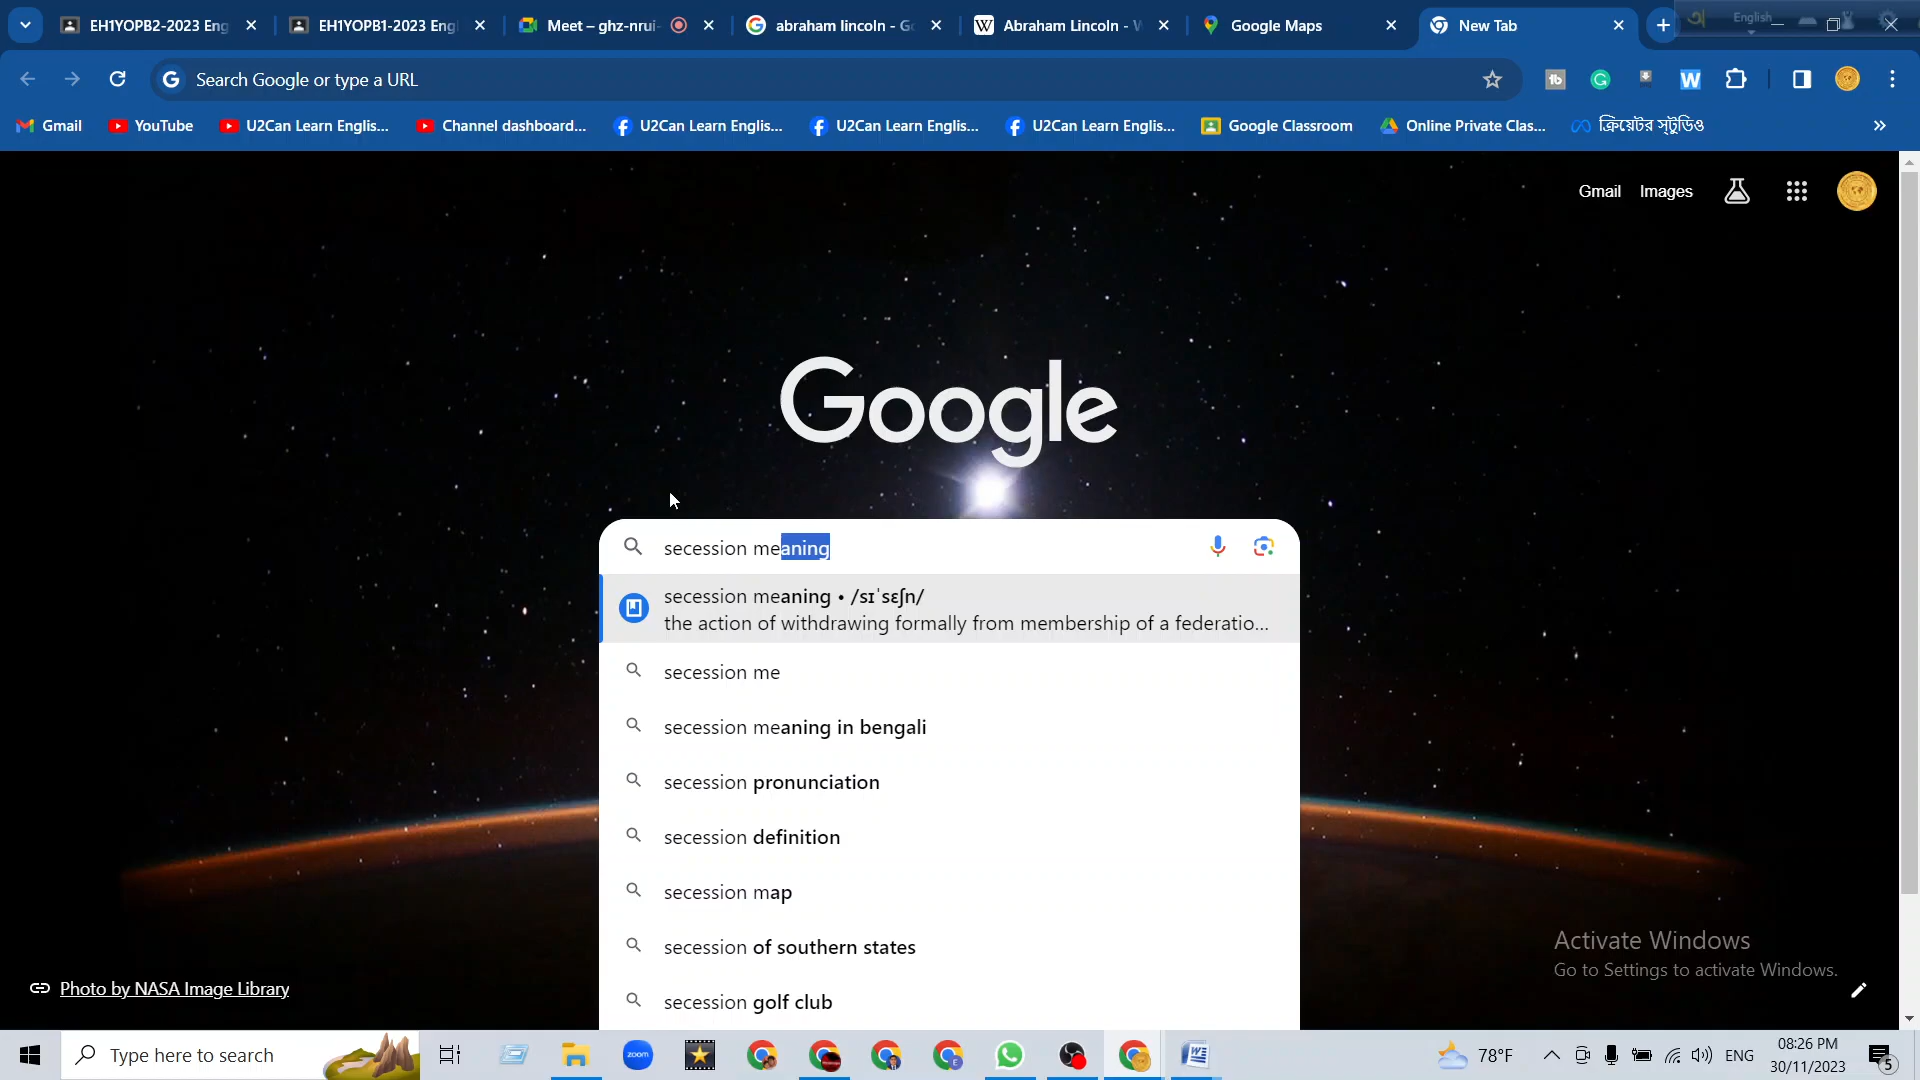 EH1YOPB2-2023 Eng
EH1YOPB1-2023 Engl
Meet – ghz-nrui-
abraham lincoln - Go
Abraham Lincoln - W
Google Maps
New Tab
English
Search Google or type a URL
Gmail
YouTube
U2Can Learn Englis...
Channel dashboard...
U2Can Learn Englis...
U2Can Learn Englis...
U2Can Learn Englis...
Google Classroom
Online Private Clas...
ক্রিয়েটর স্টুডিও
Gmail
Images
Google
secession meaning
secession meaning • /sɪˈsɛʃn/
the action of withdrawing formally from membership of a federatio...
secession me
secession meaning in bengali
secession pronunciation
secession definition
secession map
secession of southern states
secession golf club
Activate Windows
Go to Settings to activate Windows.
Photo by NASA Image Library
Type here to search
zoom
78°F
ENG
08:26 PM
30/11/2023
5